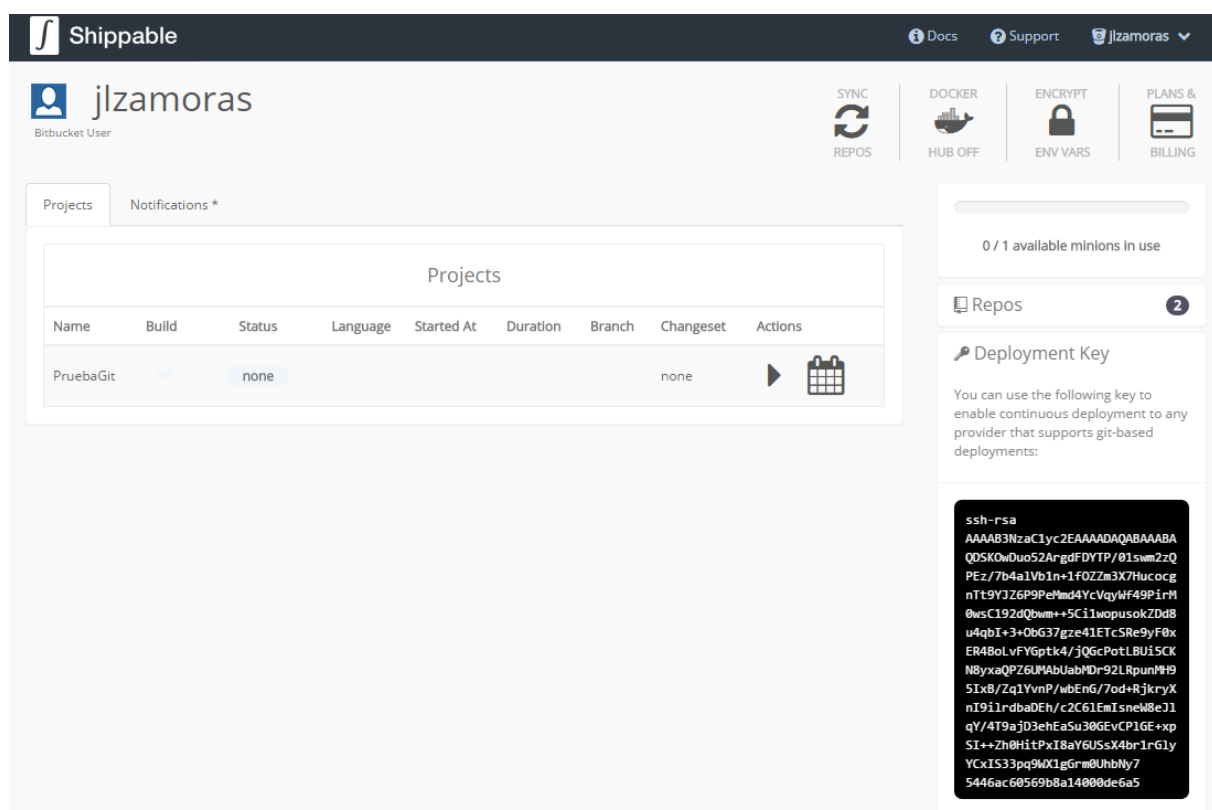 Shippable
Docs Support jlzamoras
jlzamoras
Bitbucket User
SYNC
REPOS
DOCKER
HUB OFF
ENCRYPT
ENV VARS
PLANS &
BILLING
Projects Notifications *
Projects
Name Build Status Language Started At Duration Branch Changeset Actions
PruebaGit none none
0 / 1 available minions in use
Repos 2
Deployment Key
You can use the following key to
enable continuous deployment to any
provider that supports git-based
deployments:
ssh-rsa
AAAAB3NzaC1yc2EAAAADAQABAAABA
QDSKOwDuo52ArgdFDYTP/01swm2zQ
PEz/7b4alVb1n+1fOZZm3X7Hucocg
nTt9YJZ6P9PeMmd4YcVqyWf49PirM
0wsC192dQbwm++5Ci1wopusokZDd8
u4qbI+3+ObG37gze41ETcSRe9yF0x
ER4BoLvFYGptk4/jQGcPotLBUi5CK
N8yxaQPZ6UMAbUabMDr92LRpunMH9
5IxB/Zq1YvnP/wbEnG/7od+RjkryX
nI9ilrdbaDEh/c2C6lEmIsneW8eJl
qY/4T9ajD3ehEaSu30GEvCPlGE+xp
SI++Zh0HitPxI8aY6USsX4br1rGly
YCxIS33pq9WX1gGrm0UhbNy7
5446ac60569b8a14000de6a5